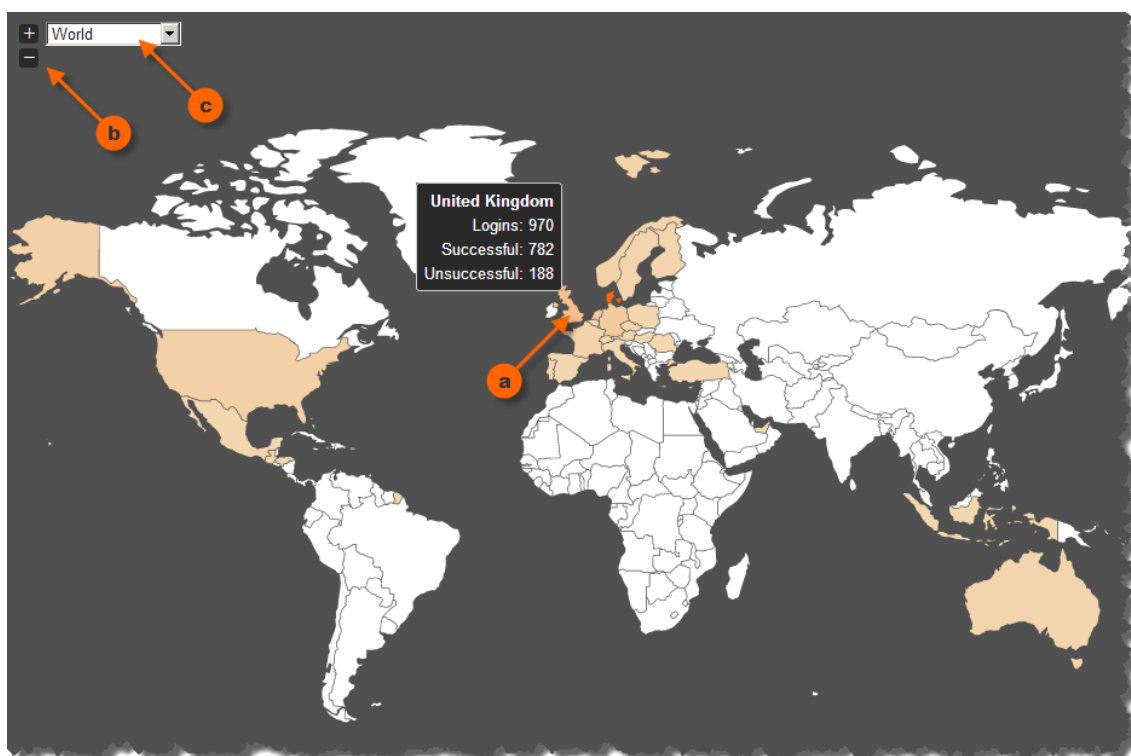 +
World
−
c
b
United Kingdom
Logins: 970
Successful: 782
Unsuccessful: 188
a